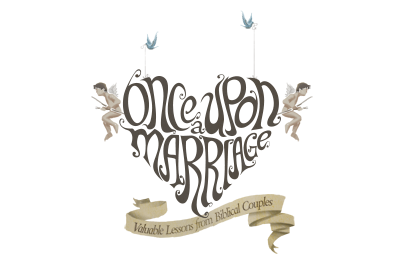 once upon
a
MARRIAGE
Valuable Lessons from Biblical Couples